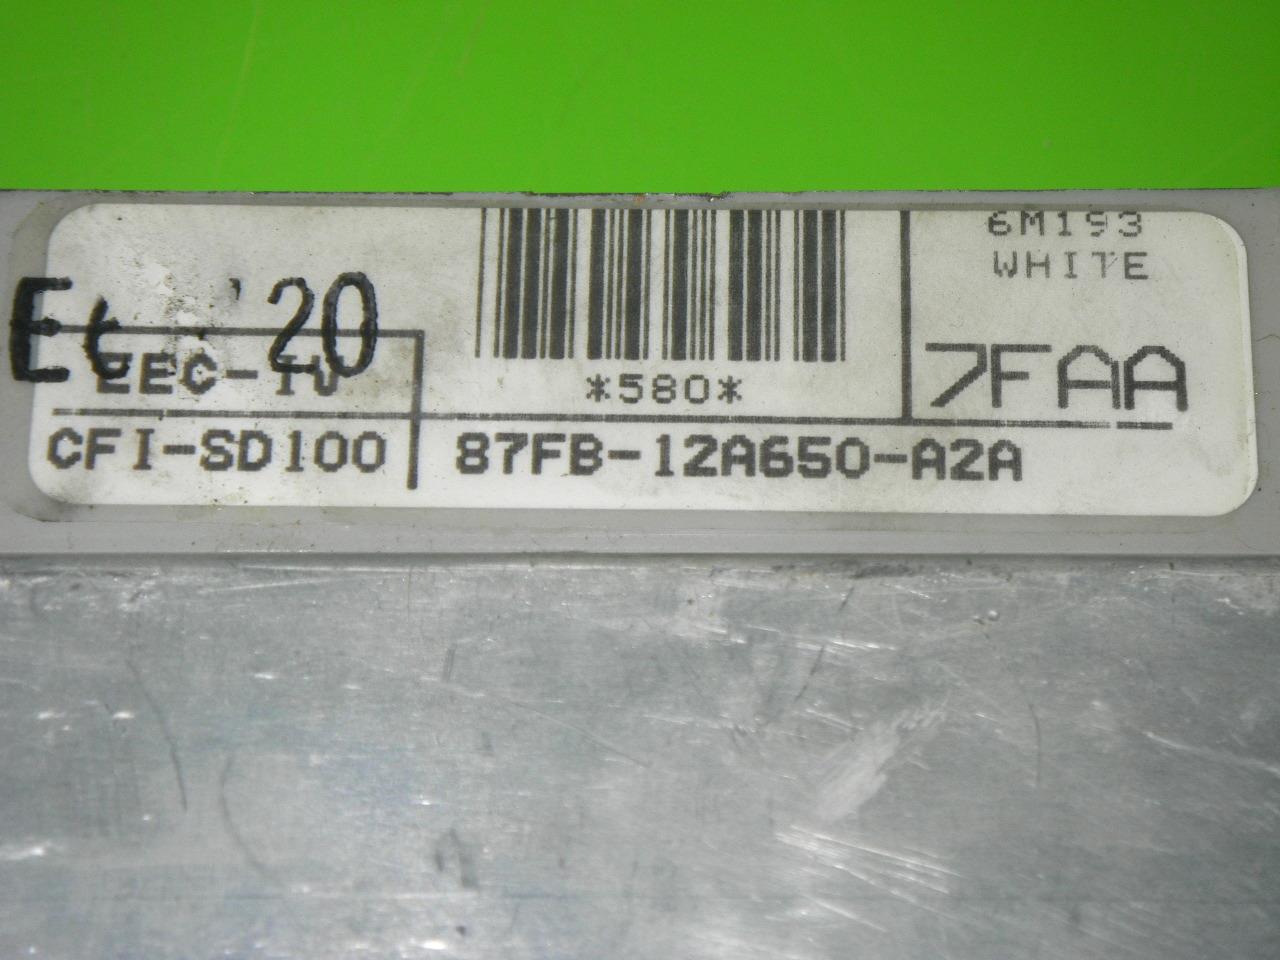 6M193
WHITE
20
EEC-IV
*580*
7FAA
CFI-SD100
87FB-12A650-A2A